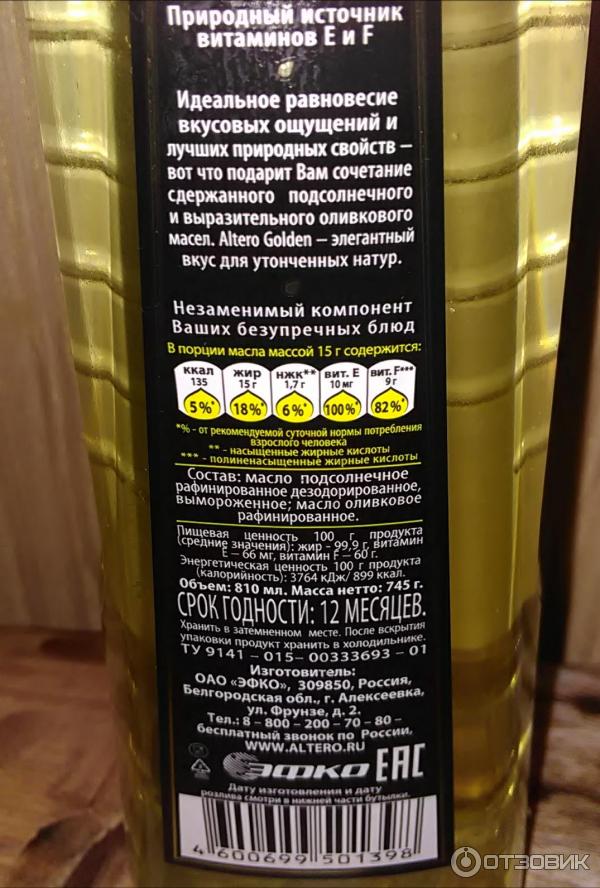 Природный источник
витаминов Е и F
Идеальное равновесие
вкусовых ощущений и
лучших природных свойств –
вот что подарит Вам сочетание
сдержанного подсолнечного
и выразительного оливкового
масел. Altero Golden – элегантный
вкус для утонченных натур.
Незаменимый компонент
Ваших безупречных блюд
В порции масла массой 15 г содержится:
ккал 135 5%*
жир 15 г 18%*
нжк** 1,7 г 6%*
вит. Е 10 мг 100%*
вит. F*** 9 г 82%*
*% - от рекомендуемой суточной нормы потребления
взрослого человека
** – насыщенные жирные кислоты
*** - полиненасыщенные жирные кислоты
Состав: масло подсолнечное
рафинированное дезодорированное,
вымороженное; масло оливковое
рафинированное.
Пищевая ценность 100 г продукта
(средние значения): жир - 99,9 г, витамин
Е – 66 мг, витамин F – 60 г.
Энергетическая ценность 100 г продукта
(калорийность): 3764 кДж/ 899 ккал.
Объем: 810 мл. Масса нетто: 745 г.
СРОК ГОДНОСТИ: 12 МЕСЯЦЕВ.
Хранить в затемненном месте. После вскрытия
упаковки продукт хранить в холодильнике.
ТУ 9141 – 015– 00333693 – 01
Изготовитель:
ОАО «ЭФКО», 309850, Россия,
Белгородская обл., г. Алексеевка,
ул. Фрунзе, д. 2.
Тел.: 8 – 800 – 200 – 70 – 80 –
бесплатный звонок по России,
WWW.ALTERO.RU
ЭФКО EAC
Дату изготовления и дату
розлива смотри в нижней части бутылки.
4 600699 501398
ОТЗОВИК